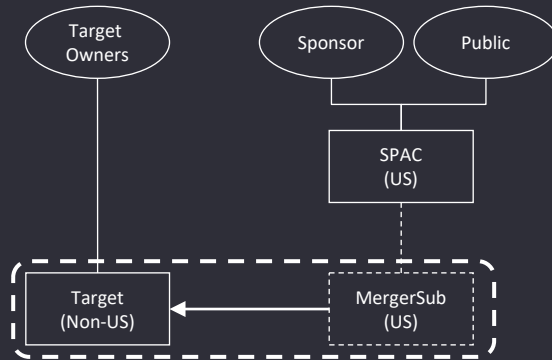 Target
Owners
Sponsor
Public
SPAC
(US)
Target
(Non-US)
MergerSub
(US)